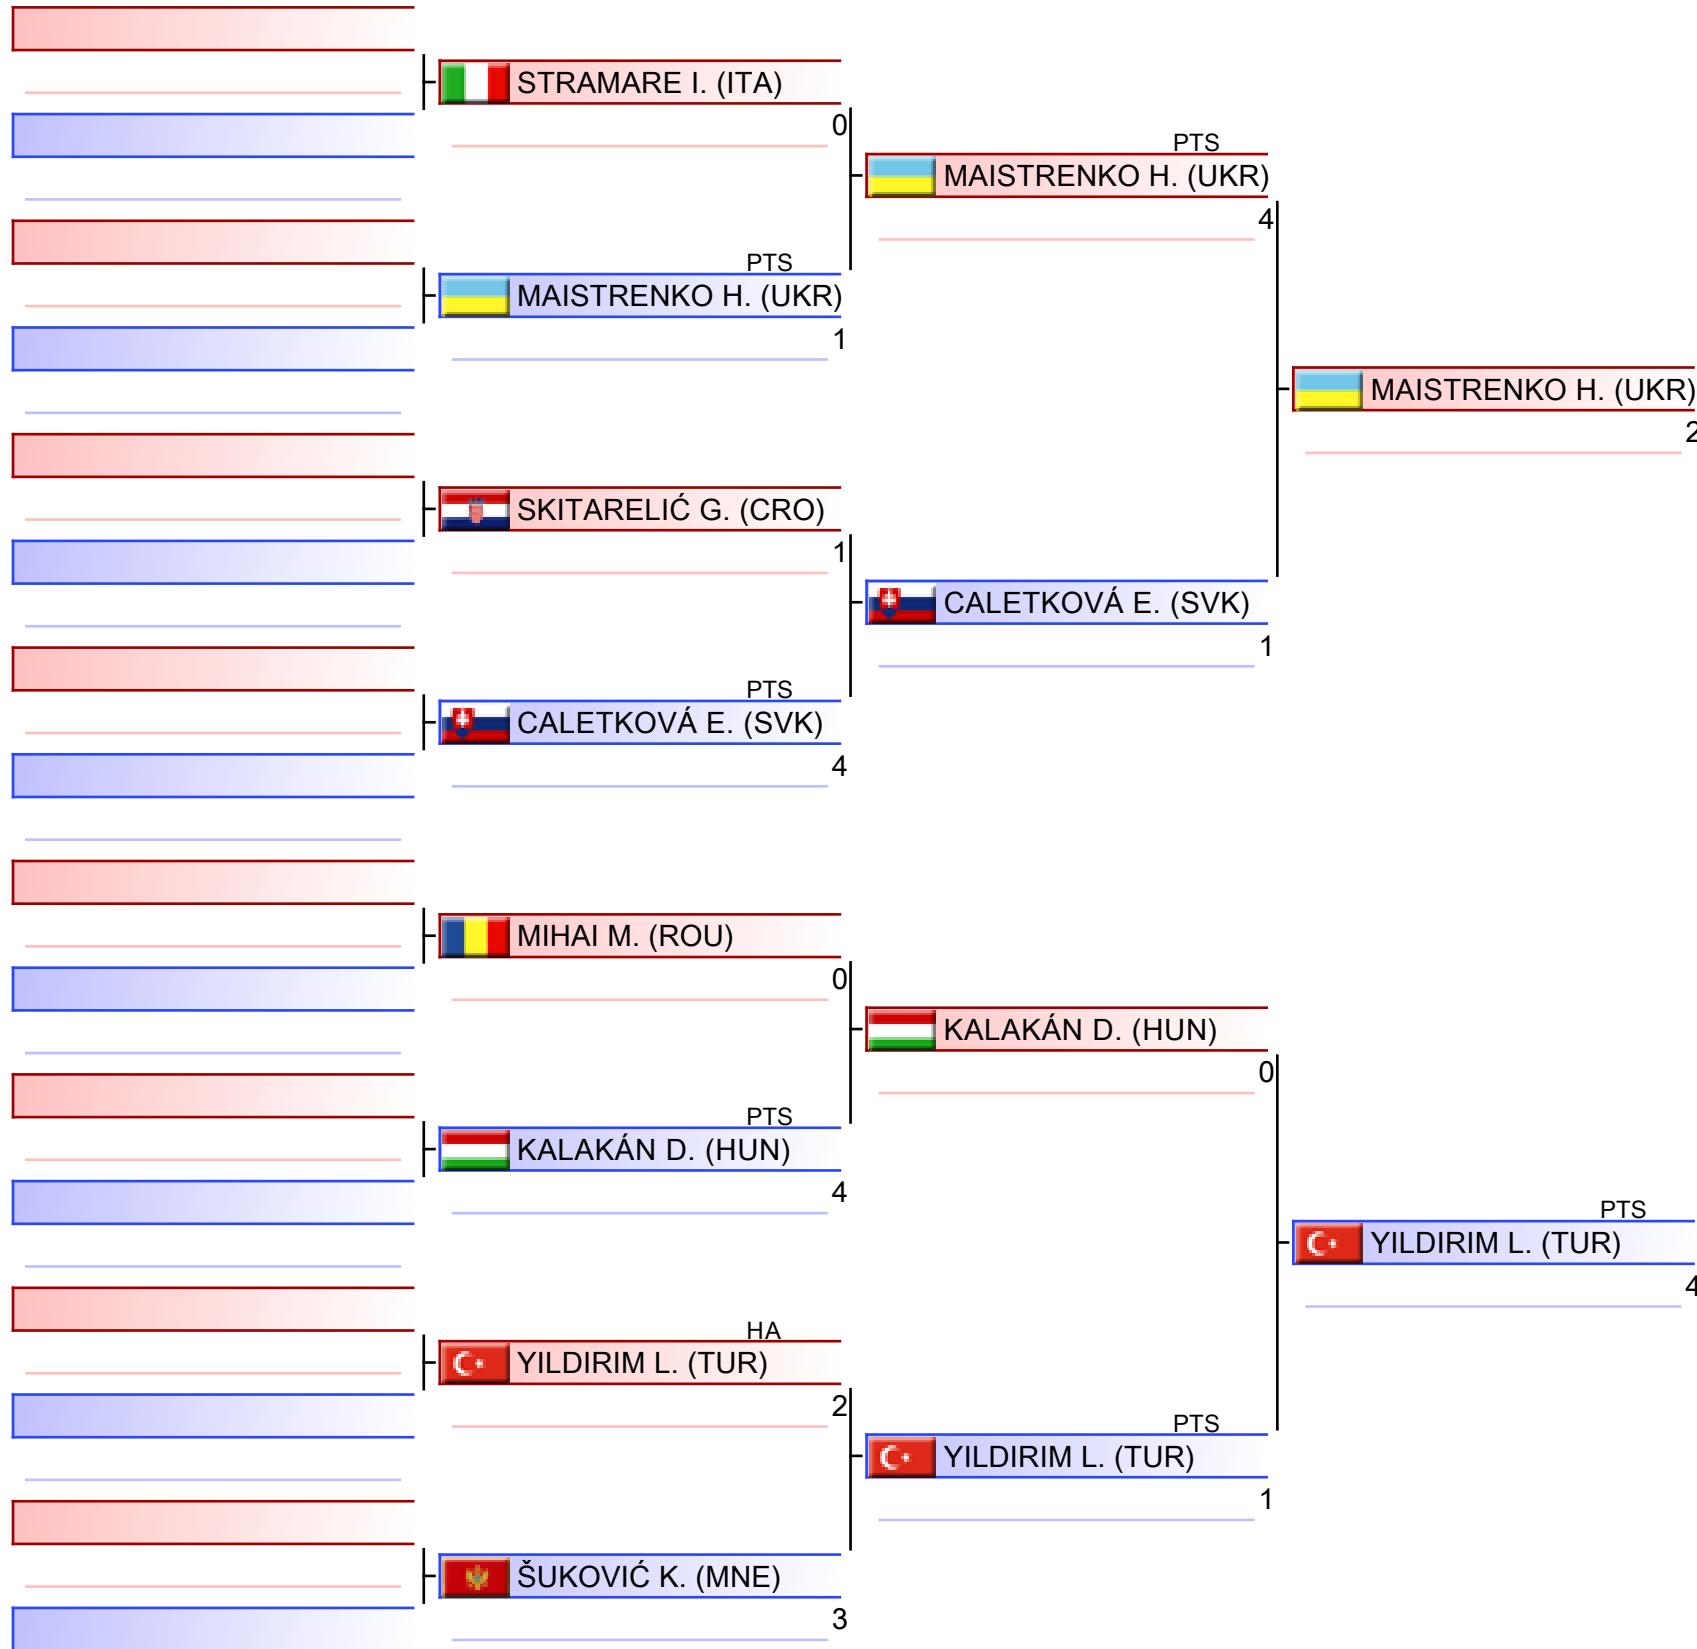 STRAMARE I. (ITA)
0
PTS
MAISTRENKO H. (UKR)
4
PTS
MAISTRENKO H. (UKR)
1
MAISTRENKO H. (UKR)
2
SKITARELIĆ G. (CRO)
1
CALETKOVÁ E. (SVK)
1
PTS
CALETKOVÁ E. (SVK)
4
MIHAI M. (ROU)
0
KALAKÁN D. (HUN)
0
PTS
KALAKÁN D. (HUN)
4
PTS
YILDIRIM L. (TUR)
4
HA
YILDIRIM L. (TUR)
2
PTS
YILDIRIM L. (TUR)
1
ŠUKOVIĆ K. (MNE)
3